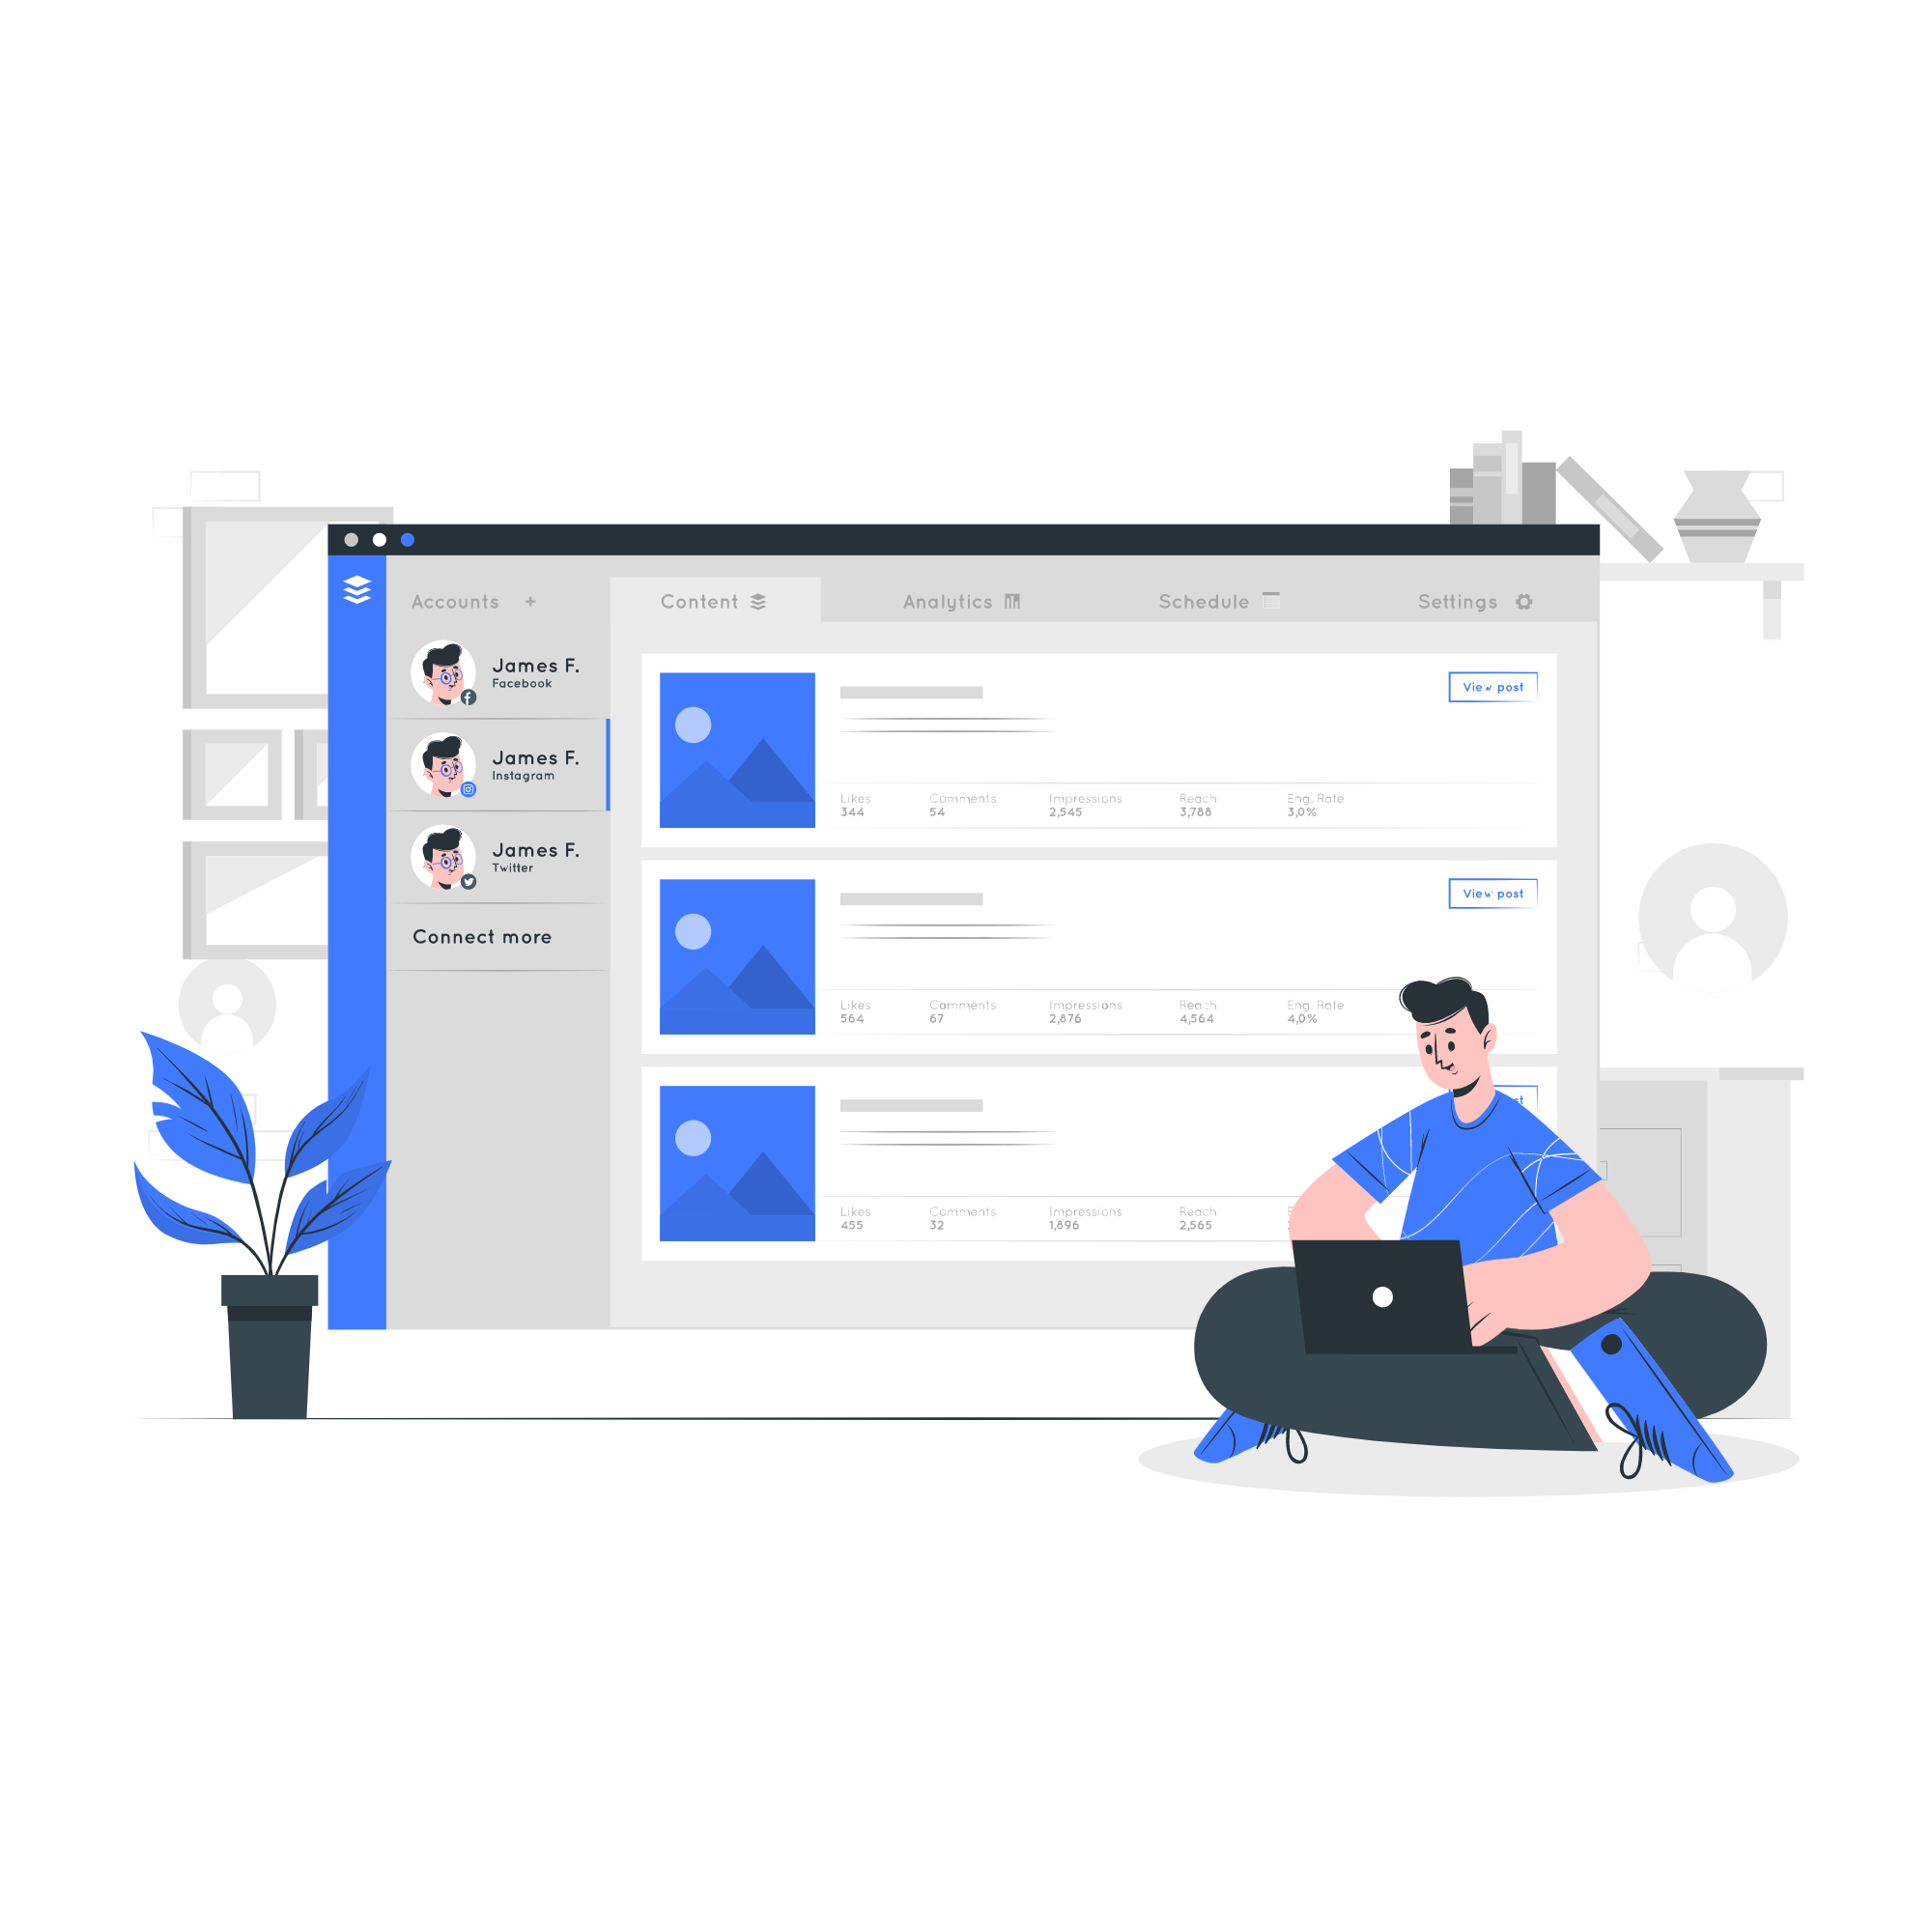 Accounts +
Content
Analytics
Schedule
Settings
James F.
Facebook
James F.
Instagram
James F.
Twitter
Connect more
View post
Likes Comments Impressions Reach Eng. Rate
344 54 2,545 3,788 3,0%
View post
Likes Comments Impressions Reach Eng. Rate
564 67 2,876 4,564 4,0%
Likes Comments Impressions Reach
455 32 1,896 2,565